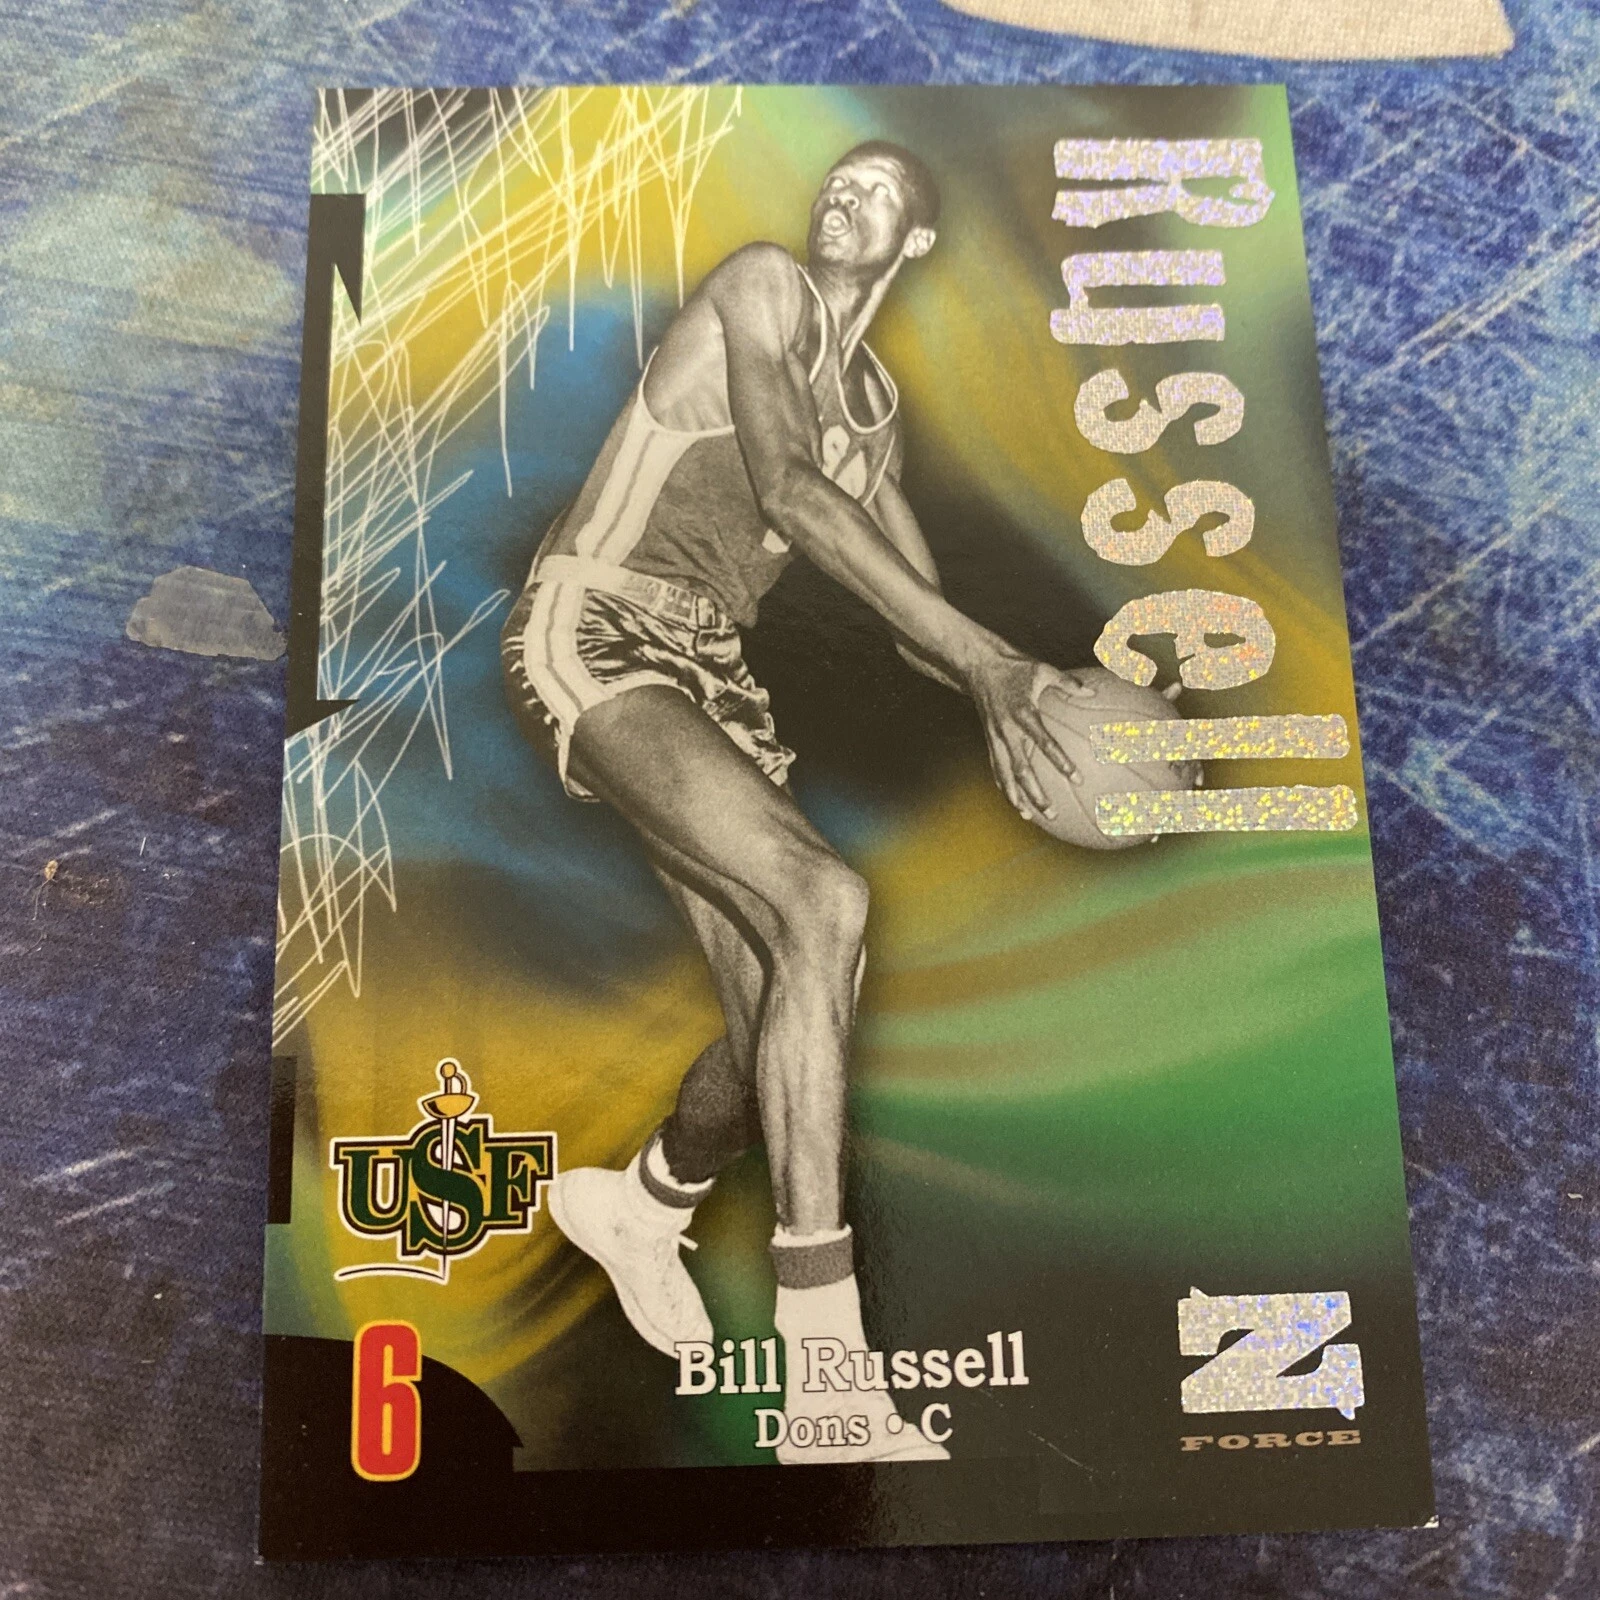 Russell
USF
6
Bill Russell
Dons • C
Z
FORCE